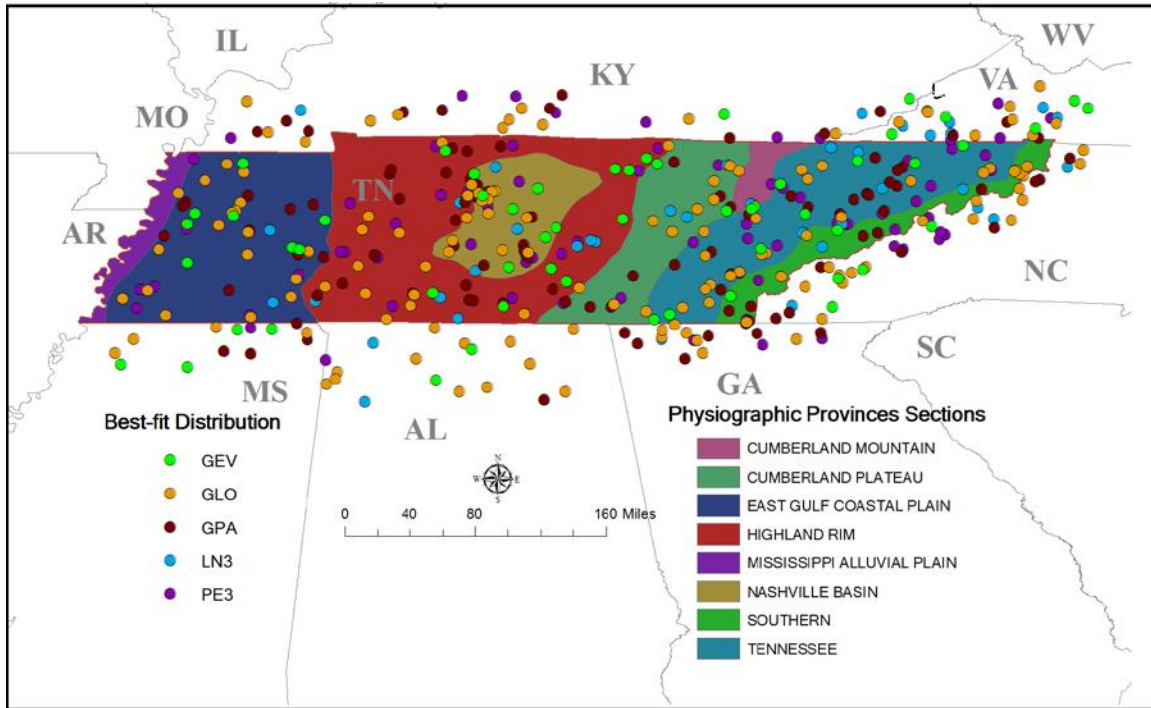 IL
WV
KY
VA
MO
TN
AR
NC
SC
MS
GA
AL
Best-fit Distribution
GEV
GLO
GPA
LN3
PE3
N
W
E
S
0 40 80 160 Miles
Physiographic Provinces Sections
CUMBERLAND MOUNTAIN
CUMBERLAND PLATEAU
EAST GULF COASTAL PLAIN
HIGHLAND RIM
MISSISSIPPI ALLUVIAL PLAIN
NASHVILLE BASIN
SOUTHERN
TENNESSEE